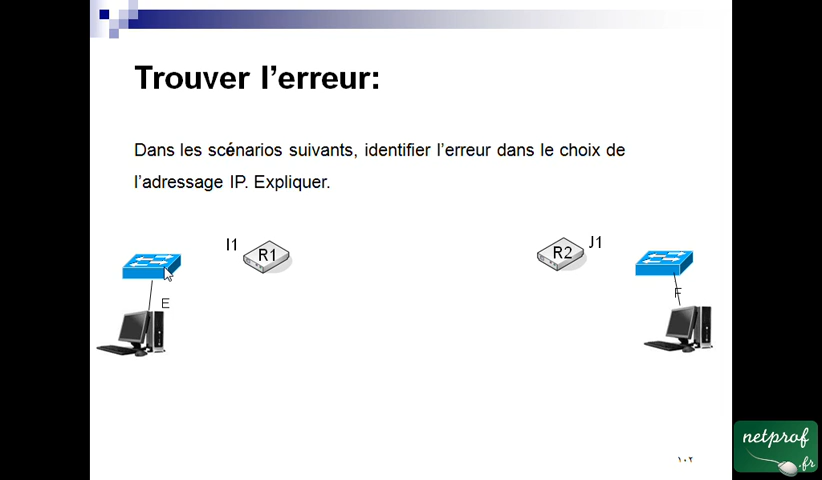 Trouver l’erreur:
Dans les scénarios suivants, identifier l’erreur dans le choix de
l’adressage IP. Expliquer.
I1
R1
R2
J1
E
F
netprof
.fr
١٠٢